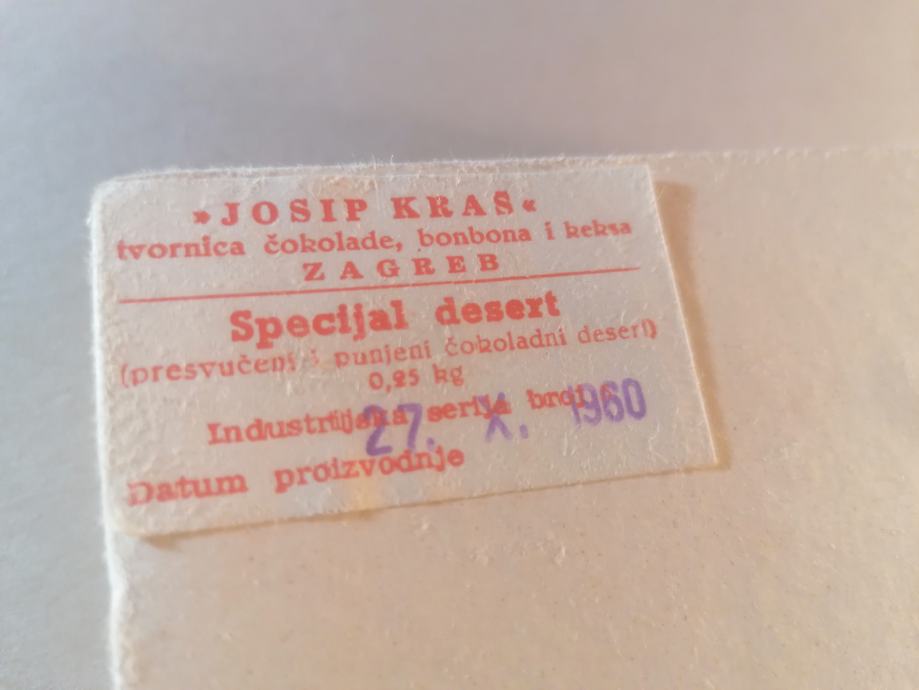 »JOSIP KRAŠ«
tvornica čokolade, bonbona i keksa
ZAGREB
Specijal desert
(presvučeni i punjeni čokoladni desert)
0,25 kg
Industrijska serija broj
27. X. 1960
Datum proizvodnje